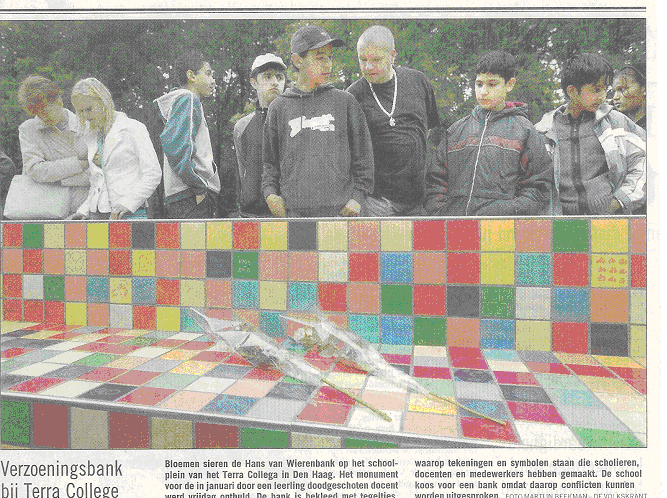 Verzoeningsbank
bij Terra College
Bloemen sieren de Hans van Wierenbank op het school-
plein van het Terra Collega in Den Haag. Het monument
voor de in januari door een leerling doodgeschoten docent
werd vrijdag onthuld. De bank is bekleed met tegeltjes
waarop tekeningen en symbolen staan die scholieren,
docenten en medewerkers hebben gemaakt. De school
koos voor een bank omdat daarop conflicten kunnen
worden uitgesproken. FOTO MARTIJN BEEKMAN – DE VOLKSKRANT